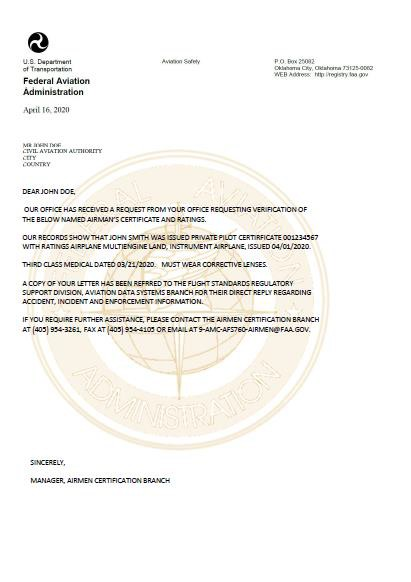 U.S. Department
of Transportation
Federal Aviation
Administration
Aviation Safety
P.O. Box 25082
Oklahoma City, Oklahoma 73125-0082
WEB Address: http://registry.faa.gov
April 16, 2020
MR JOHN DOE
CIVIL AVIATION AUTHORITY
CITY
COUNTRY
DEAR JOHN DOE,
OUR OFFICE HAS RECEIVED A REQUEST FROM YOUR OFFICE REQUESTING VERIFICATION OF
THE BELOW NAMED AIRMAN'S CERTIFICATE AND RATINGS.
OUR RECORDS SHOW THAT JOHN SMITH WAS ISSUED PRIVATE PILOT CERTIRFICATE 001234567
WITH RATINGS AIRPLANE MULTIENGINE LAND, INSTRUMENT AIRPLANE, ISSUED 04/01/2020.
THIRD CLASS MEDICAL DATED 03/21/2020. MUST WEAR CORRECTIVE LENSES.
A COPY OF YOUR LETTER HAS BEEN REFRRED TO THE FLIGHT STANDARDS REGULATORY
SUPPORT DIVISION, AVIATION DATA SYSTEMS BRANCH FOR THEIR DIRECT REPLY REGARDING
ACCIDENT, INCIDENT AND ENFORCEMENT INFORMATION.
IF YOU REQUIRE FURTHER ASSISTANCE, PLEASE CONTACT THE AIRMEN CERTIFICATION BRANCH
AT (405) 954-3261, FAX AT (405) 954-4105 OR EMAIL AT 9-AMC-AFS760-AIRMEN@FAA.GOV.
ADMINISTRATION
SINCERELY,
MANAGER, AIRMEN CERTIFICATION BRANCH